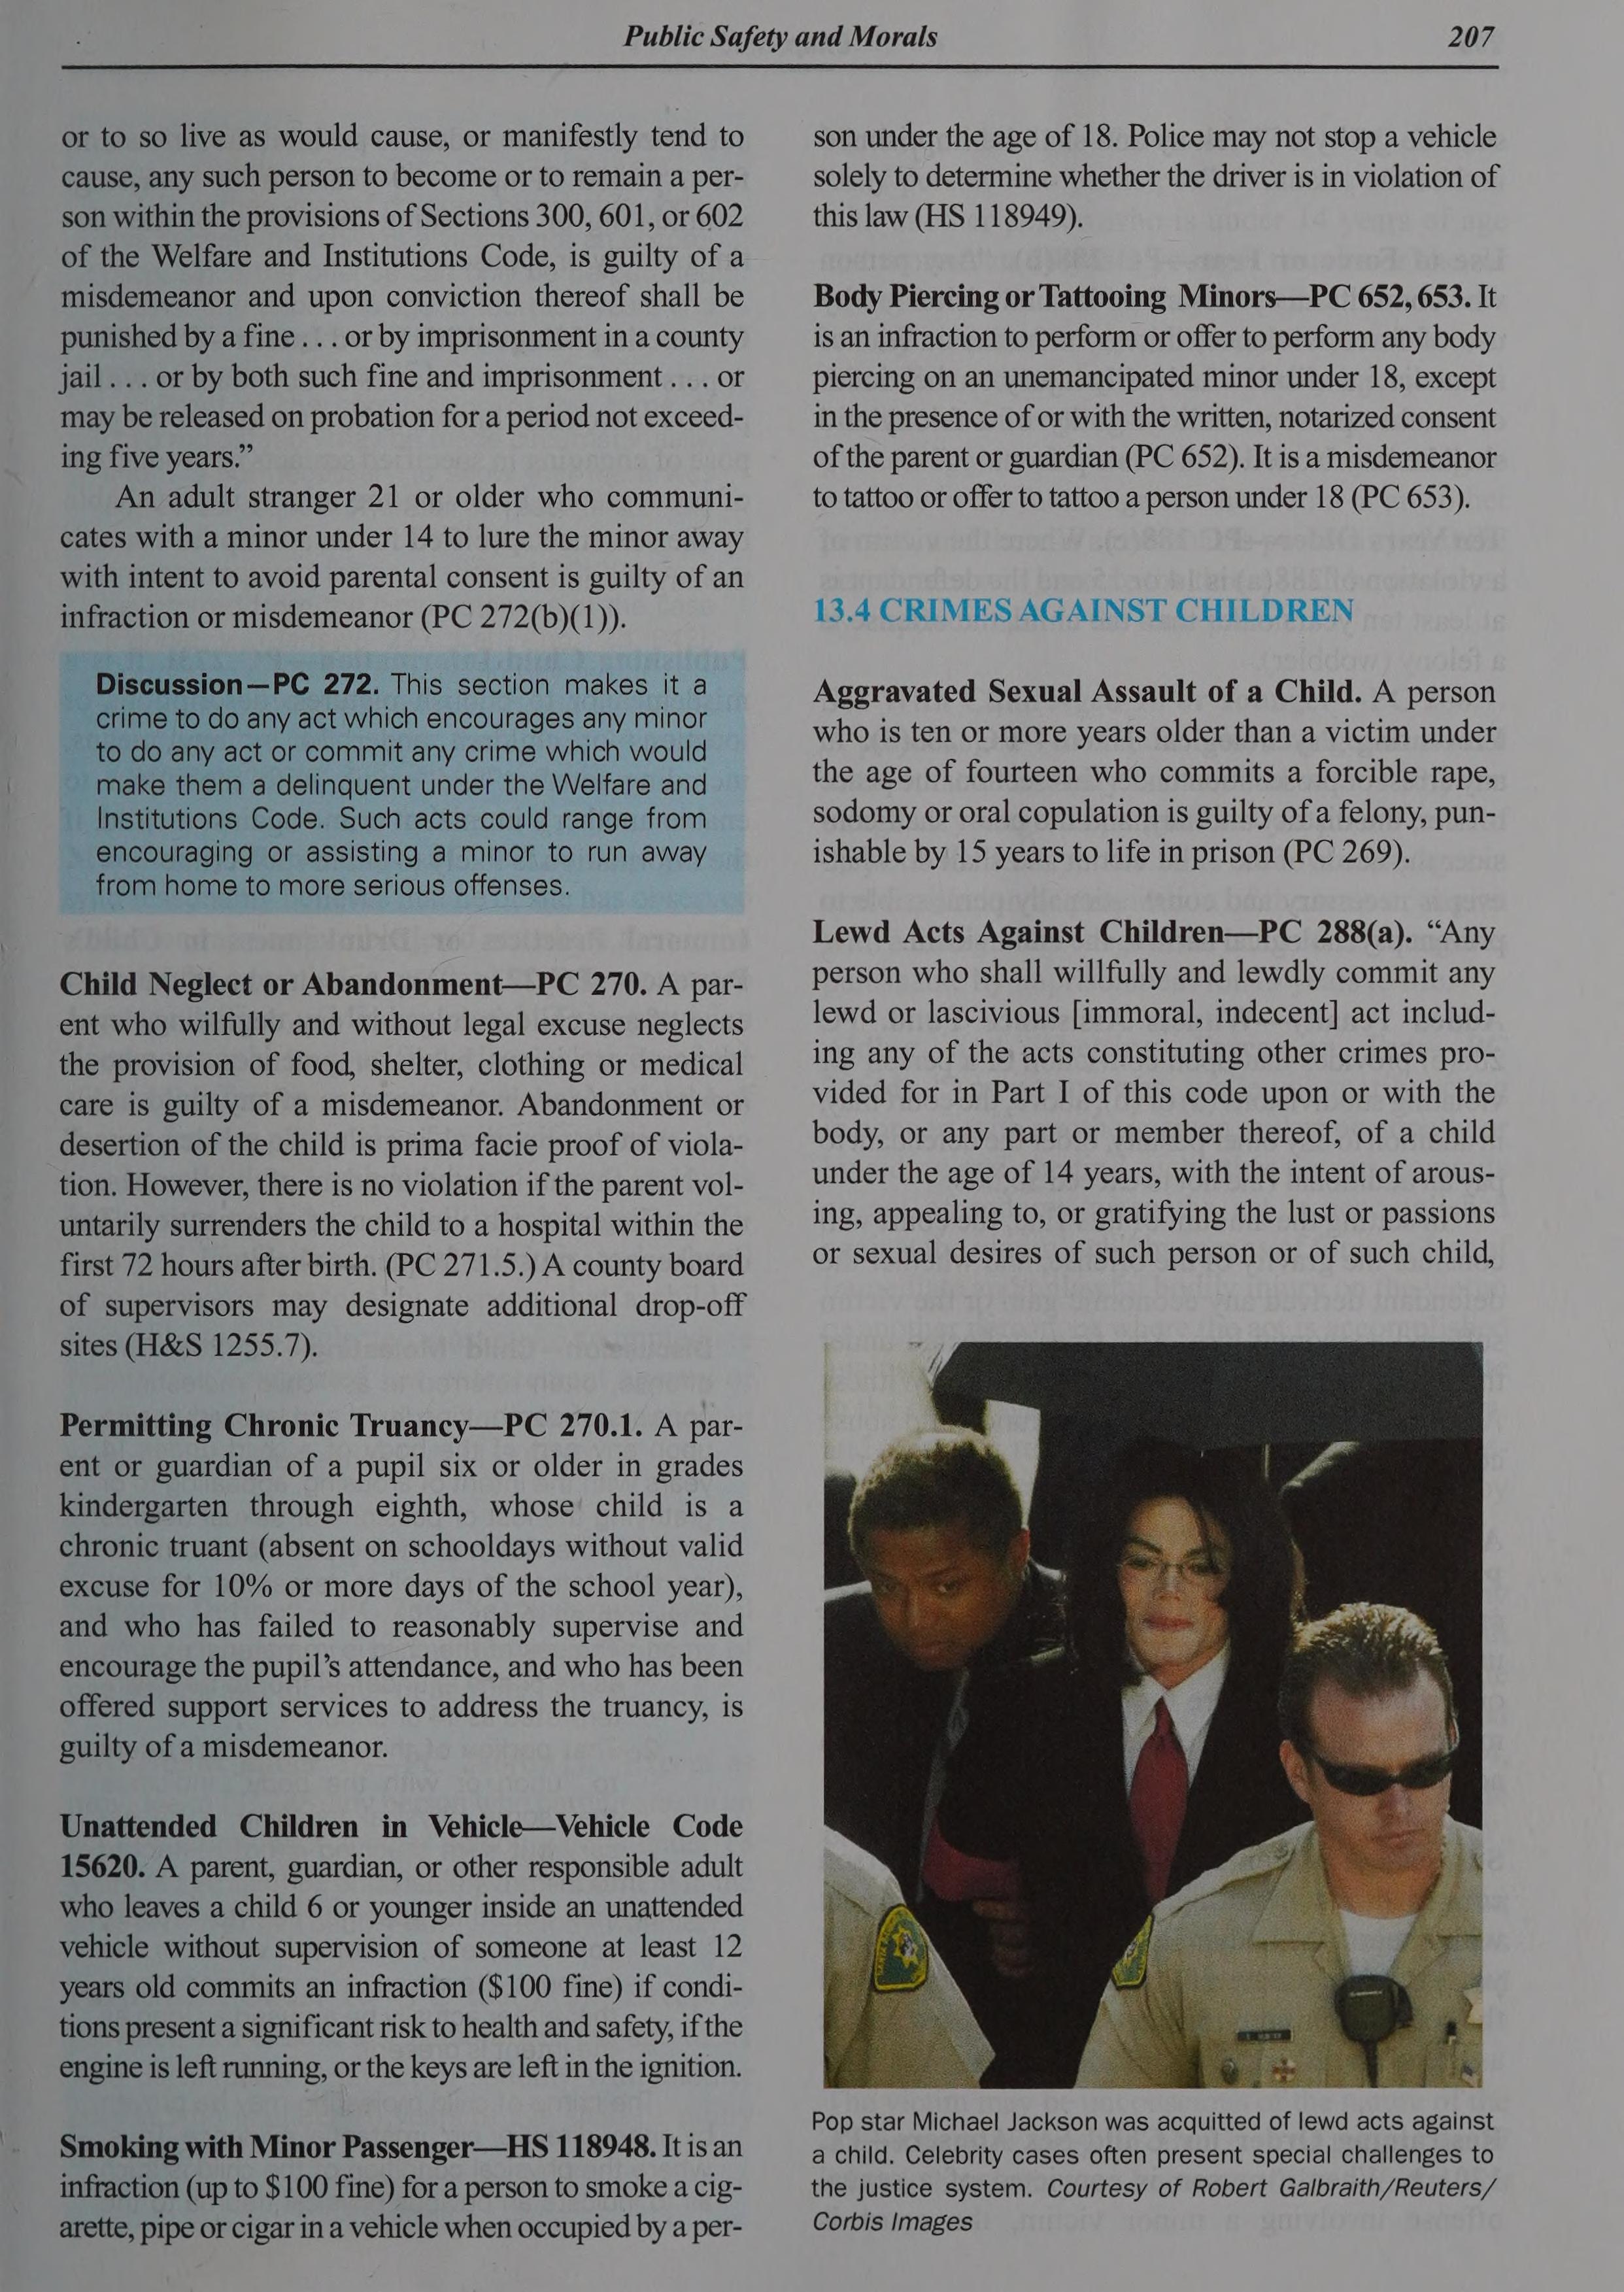 Public Safety and Morals
207
or to so live as would cause, or manifestly tend to
cause, any such person to become or to remain a per-
son within the provisions of Sections 300, 601, or 602
of the Welfare and Institutions Code, is guilty of a
misdemeanor and upon conviction thereof shall be
punished by a fine . . . or by imprisonment in a county
jail . . . or by both such fine and imprisonment . . . or
may be released on probation for a period not exceed-
ing five years.”
An adult stranger 21 or older who communi-
cates with a minor under 14 to lure the minor away
with intent to avoid parental consent is guilty of an
infraction or misdemeanor (PC 272(b)(1)).
Discussion—PC 272. This section makes it a
crime to do any act which encourages any minor
to do any act or commit any crime which would
make them a delinquent under the Welfare and
Institutions Code. Such acts could range from
encouraging or assisting a minor to run away
from home to more serious offenses.
Child Neglect or Abandonment—PC 270. A par-
ent who wilfully and without legal excuse neglects
the provision of food, shelter, clothing or medical
care is guilty of a misdemeanor. Abandonment or
desertion of the child is prima facie proof of viola-
tion. However, there is no violation if the parent vol-
untarily surrenders the child to a hospital within the
first 72 hours after birth. (PC 271.5.) A county board
of supervisors may designate additional drop-off
sites (H&S 1255.7).
Permitting Chronic Truancy—PC 270.1. A par-
ent or guardian of a pupil six or older in grades
kindergarten through eighth, whose child is a
chronic truant (absent on schooldays without valid
excuse for 10% or more days of the school year),
and who has failed to reasonably supervise and
encourage the pupil’s attendance, and who has been
offered support services to address the truancy, is
guilty of a misdemeanor.
Unattended Children in Vehicle—Vehicle Code
15620. A parent, guardian, or other responsible adult
who leaves a child 6 or younger inside an unattended
vehicle without supervision of someone at least 12
years old commits an infraction ($100 fine) if condi-
tions present a significant risk to health and safety, if the
engine is left running, or the keys are left in the ignition.
Smoking with Minor Passenger—HS 118948. It is an
infraction (up to $100 fine) for a person to smoke a cig-
arette, pipe or cigar in a vehicle when occupied by a per-
son under the age of 18. Police may not stop a vehicle
solely to determine whether the driver is in violation of
this law (HS 118949).
Body Piercing or Tattooing Minors—PC 652, 653. It
is an infraction to perform or offer to perform any body
piercing on an unemancipated minor under 18, except
in the presence of or with the written, notarized consent
of the parent or guardian (PC 652). It is a misdemeanor
to tattoo or offer to tattoo a person under 18 (PC 653).
13.4 CRIMES AGAINST CHILDREN
Aggravated Sexual Assault of a Child. A person
who is ten or more years older than a victim under
the age of fourteen who commits a forcible rape,
sodomy or oral copulation is guilty of a felony, pun-
ishable by 15 years to life in prison (PC 269).
Lewd Acts Against Children—PC 288(a). “Any
person who shall willfully and lewdly commit any
lewd or lascivious [immoral, indecent] act includ-
ing any of the acts constituting other crimes pro-
vided for in Part I of this code upon or with the
body, or any part or member thereof, of a child
under the age of 14 years, with the intent of arous-
ing, appealing to, or gratifying the lust or passions
or sexual desires of such person or of such child,
Pop star Michael Jackson was acquitted of lewd acts against
a child. Celebrity cases often present special challenges to
the justice system. Courtesy of Robert Galbraith/Reuters/
Corbis Images